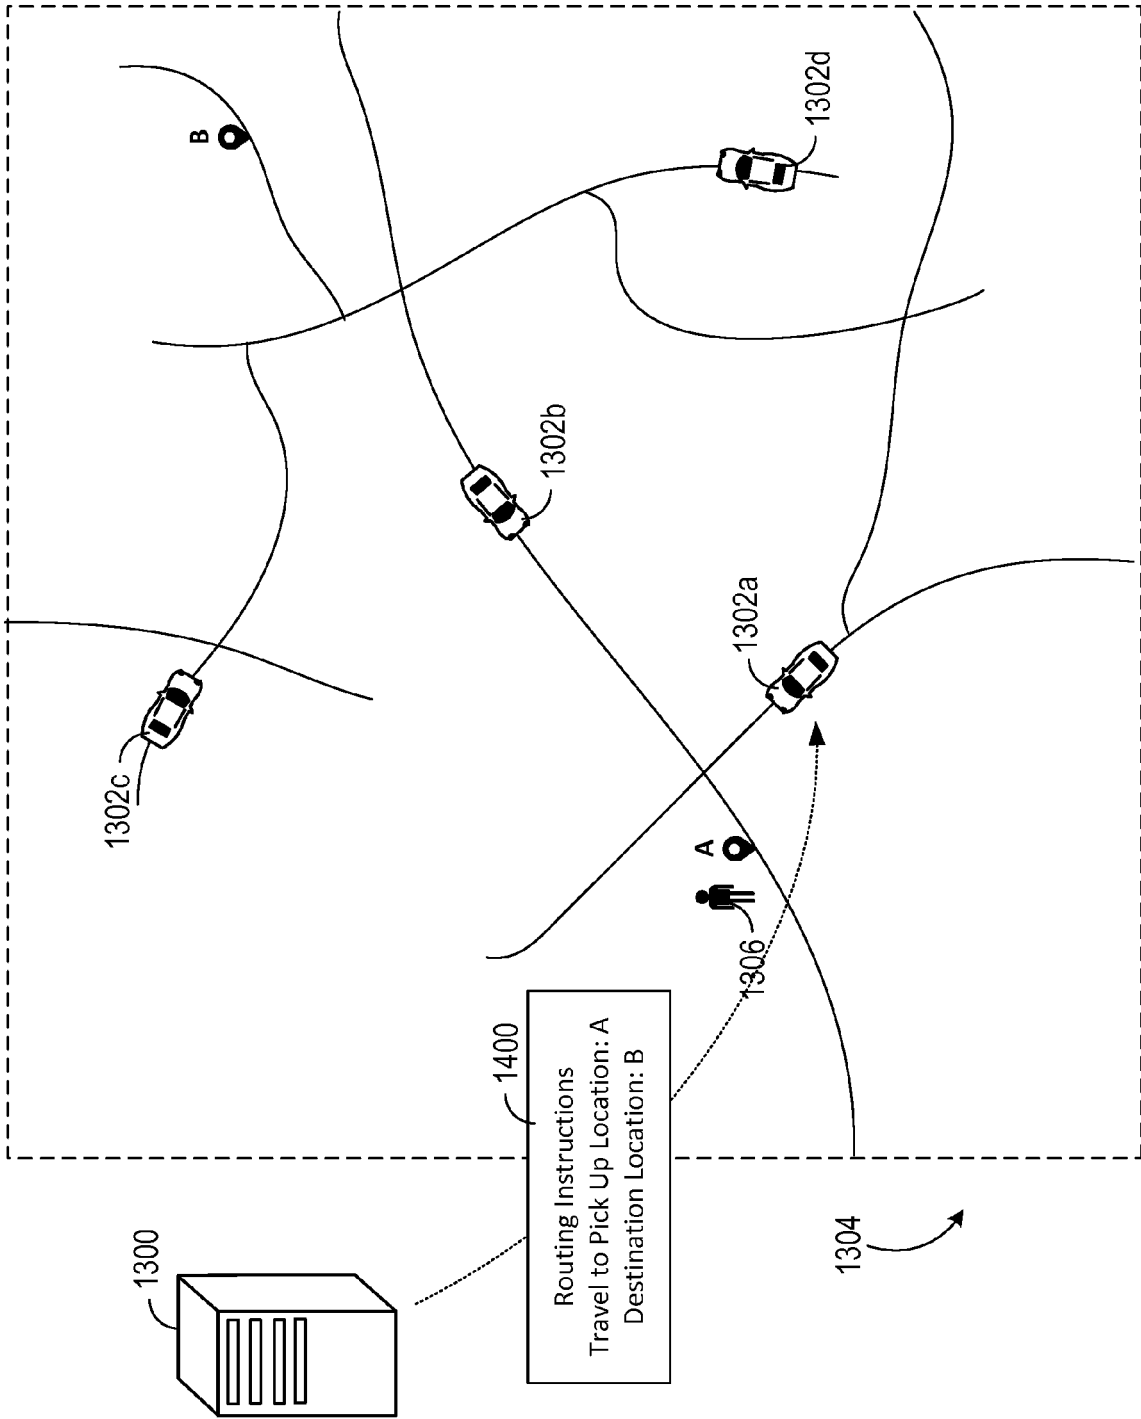 1300
1304
1400
Routing Instructions
Travel to Pick Up Location: A
Destination Location: B
1306
A
1302a
1302b
1302c
1302d
B